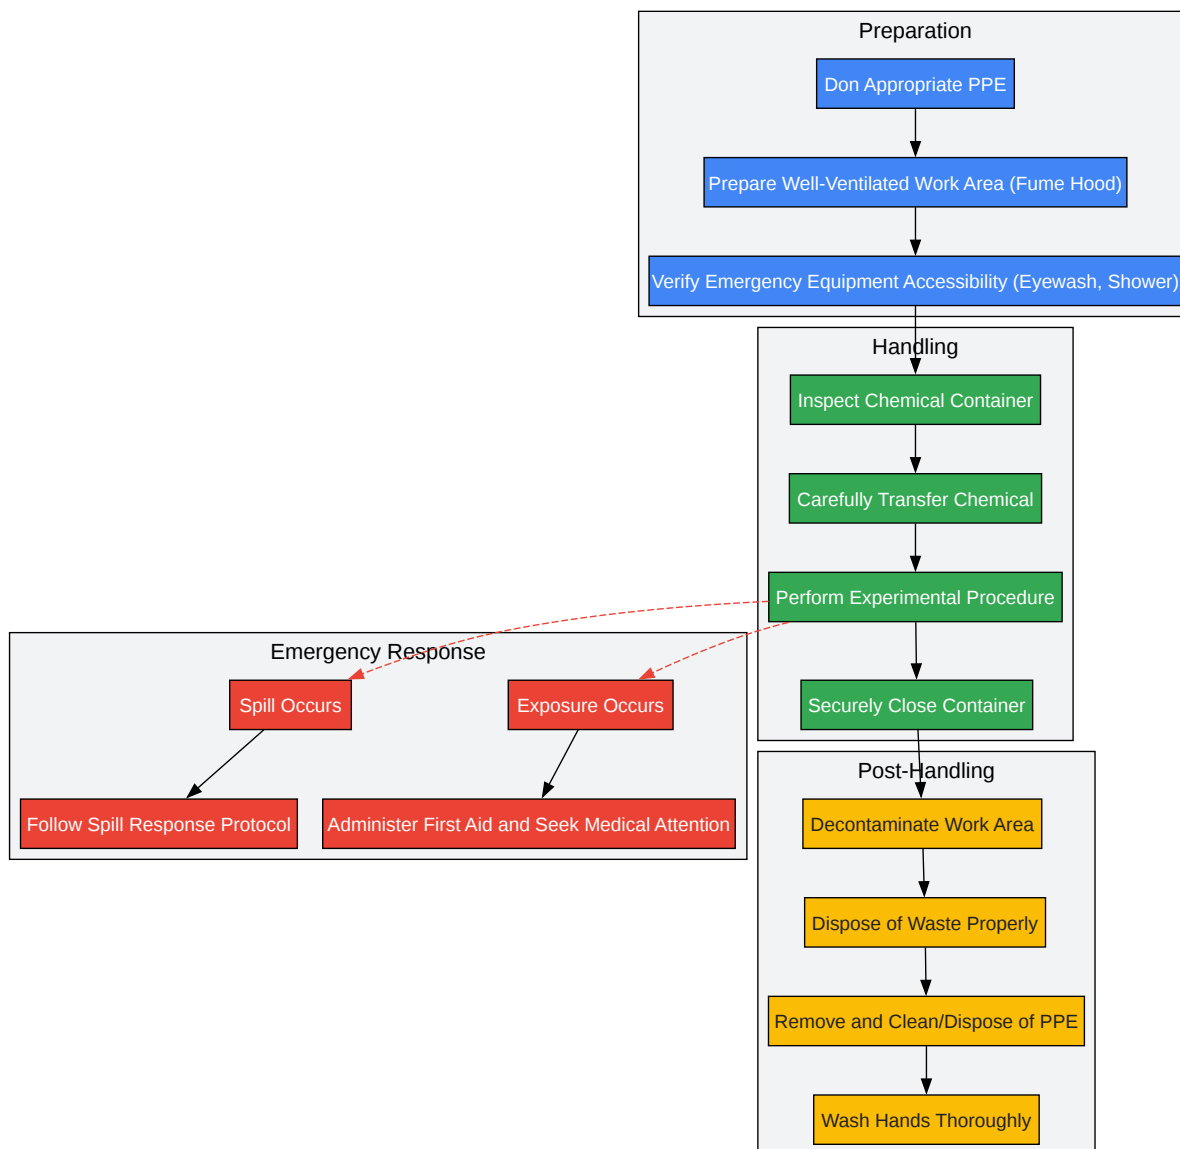 Preparation
Don Appropriate PPE
Prepare Well-Ventilated Work Area (Fume Hood)
Verify Emergency Equipment Accessibility (Eyewash, Shower)
Handling
Inspect Chemical Container
Carefully Transfer Chemical
Perform Experimental Procedure
Securely Close Container
Emergency Response
Spill Occurs
Exposure Occurs
Follow Spill Response Protocol
Administer First Aid and Seek Medical Attention
Post-Handling
Decontaminate Work Area
Dispose of Waste Properly
Remove and Clean/Dispose of PPE
Wash Hands Thoroughly